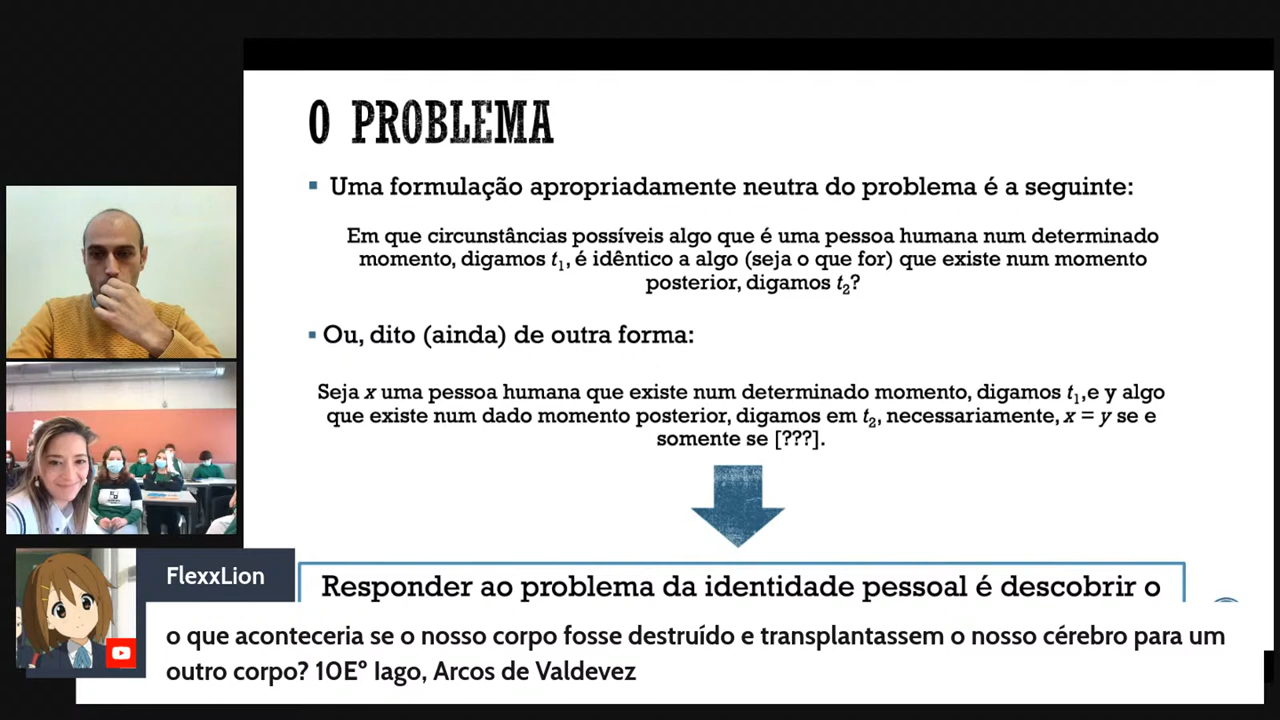 O PROBLEMA
▪ Uma formulação apropriadamente neutra do problema é a seguinte:
Em que circunstâncias possíveis algo que é uma pessoa humana num determinado
momento, digamos t₁, é idêntico a algo (seja o que for) que existe num momento
posterior, digamos t₂?
▪ Ou, dito (ainda) de outra forma:
Seja x uma pessoa humana que existe num determinado momento, digamos t₁,e y algo
que existe num dado momento posterior, digamos em t₂, necessariamente, x = y se e
somente se [???].
Responder ao problema da identidade pessoal é descobrir o
FlexxLion
o que aconteceria se o nosso corpo fosse destruído e transplantassem o nosso cérebro para um
outro corpo? 10Eº Iago, Arcos de Valdevez